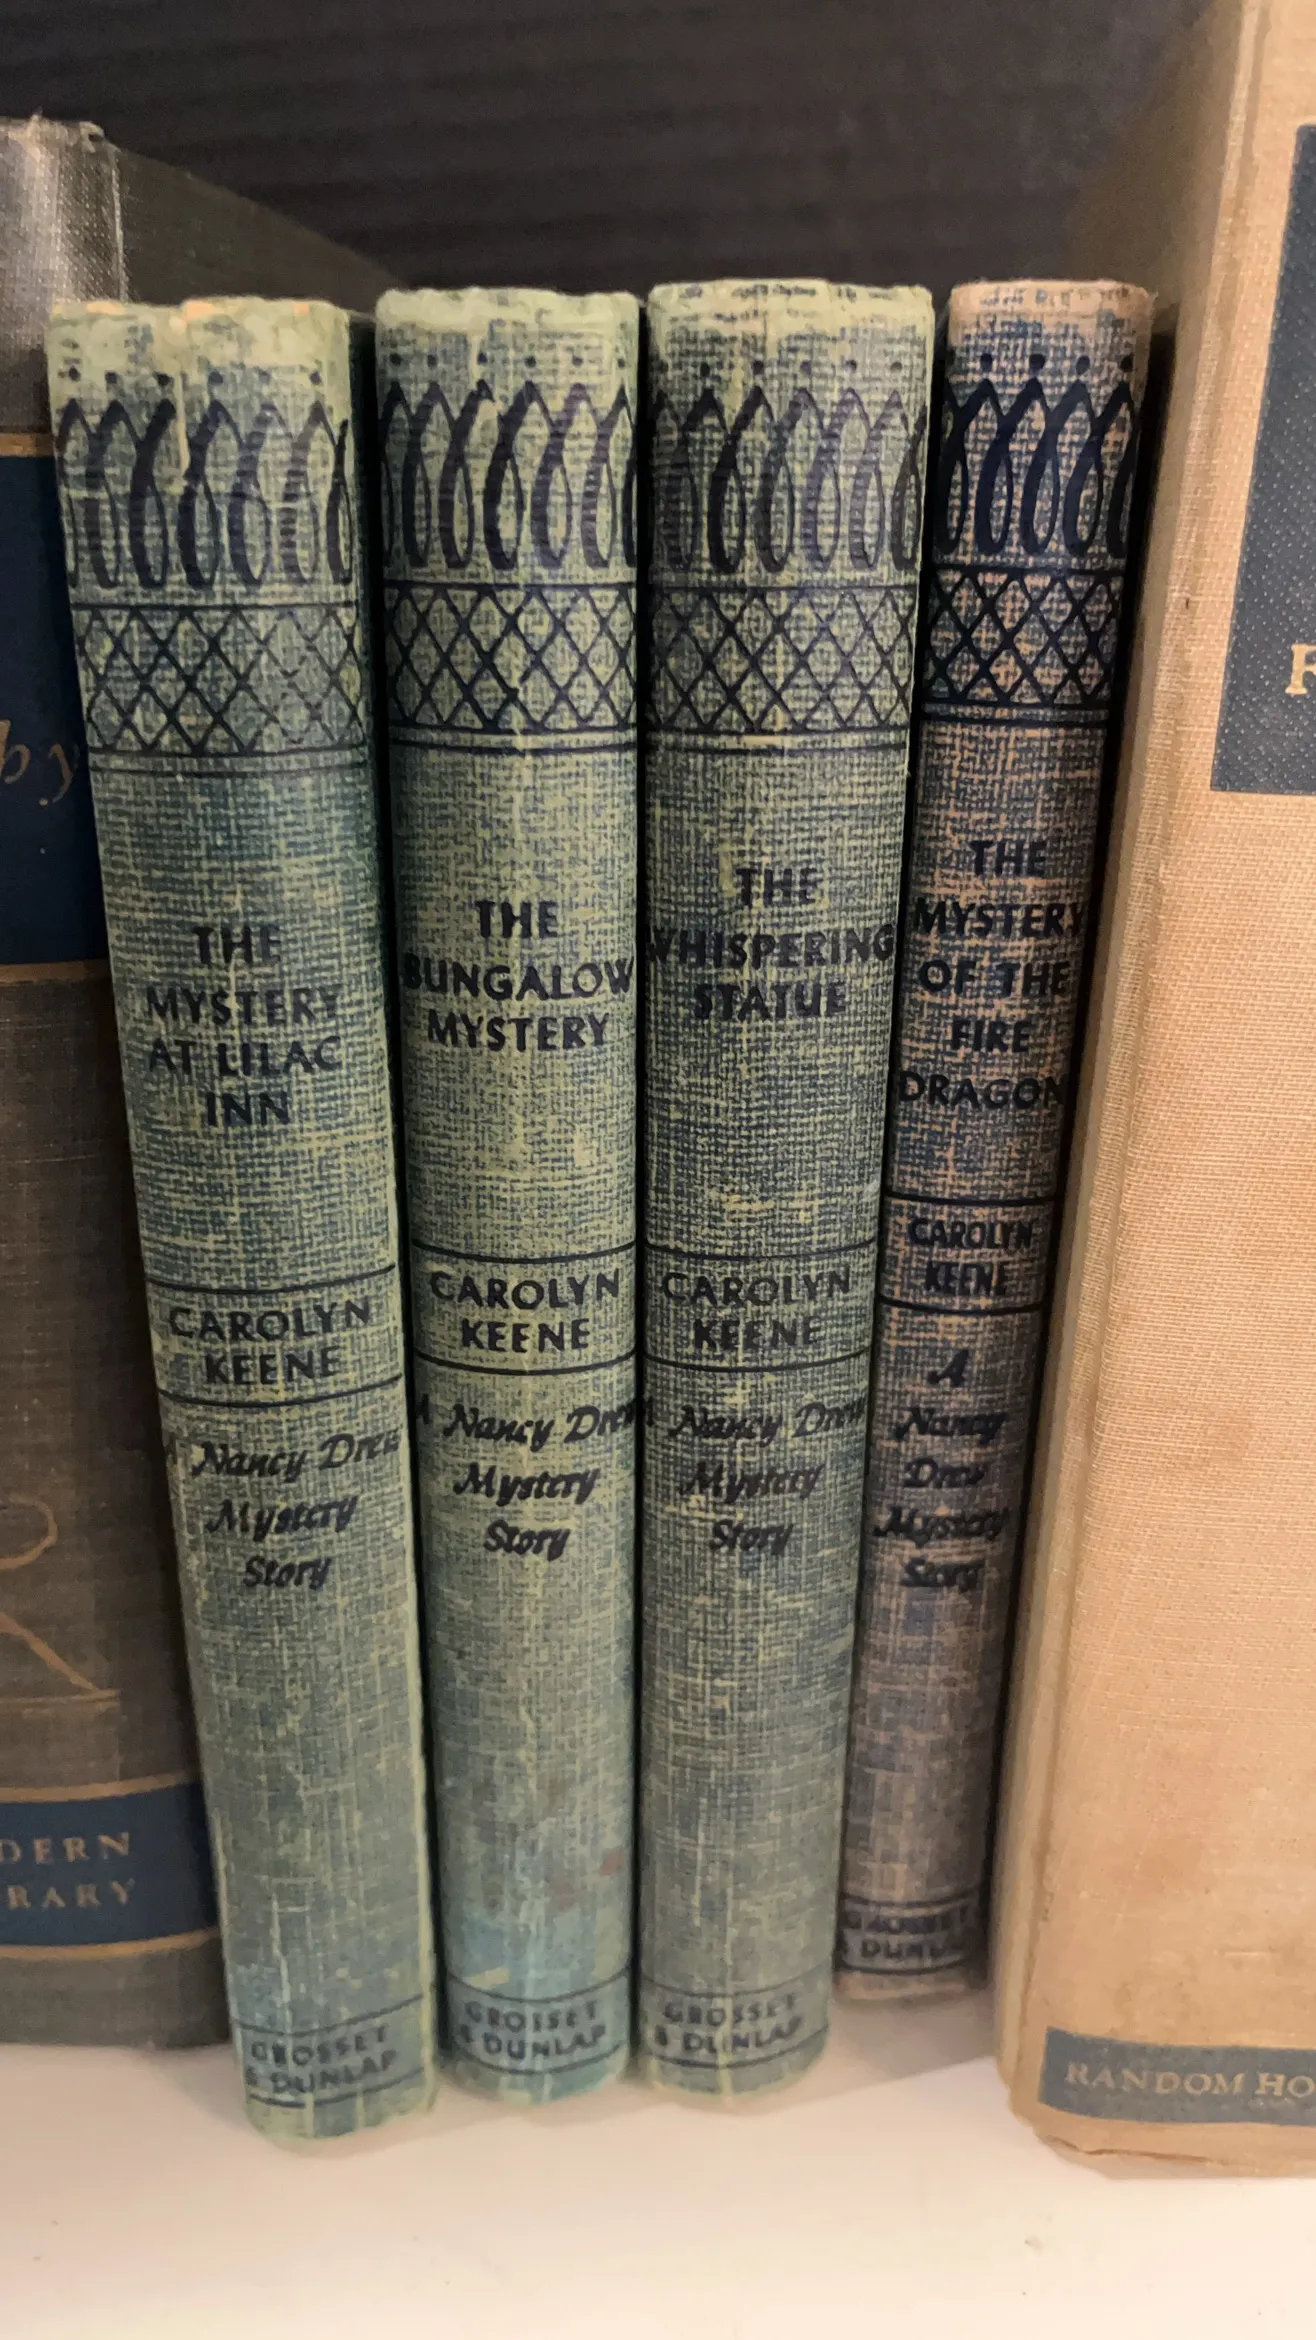 by
DERN
RARY
THE
MYSTERY
AT LILAC
INN
CAROLYN
KEENE
A Nancy Drew
Mystery
Story
GROSSET
& DUNLAP
THE
BUNGALOW
MYSTERY
CAROLYN
KEENE
A Nancy Drew
Mystery
Story
GROSSET
& DUNLAP
THE
WHISPERING
STATUE
CAROLYN
KEENE
A Nancy Drew
Mystery
Story
GROSSET
& DUNLAP
THE
MYSTERY
OF THE
FIRE
DRAGON
CAROLYN
KEENE
A
Nancy
Drew
Mystery
Story
GROSSET
& DUNLAP
RANDOM HO